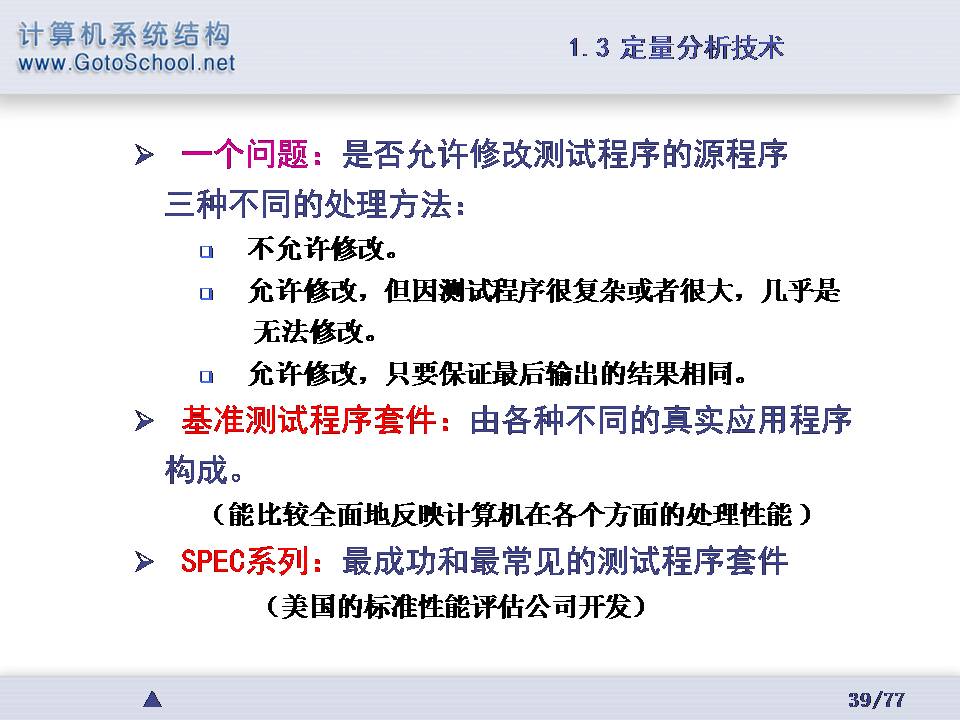 计算机系统结构
www.GotoSchool.net
1.3 定量分析技术
一个问题：是否允许修改测试程序的源程序
三种不同的处理方法：
不允许修改。
允许修改，但因测试程序很复杂或者很大，几乎是
无法修改。
允许修改，只要保证最后输出的结果相同。
基准测试程序套件：由各种不同的真实应用程序
构成。
（能比较全面地反映计算机在各个方面的处理性能）
SPEC系列：最成功和最常见的测试程序套件
（美国的标准性能评估公司开发）
39/77